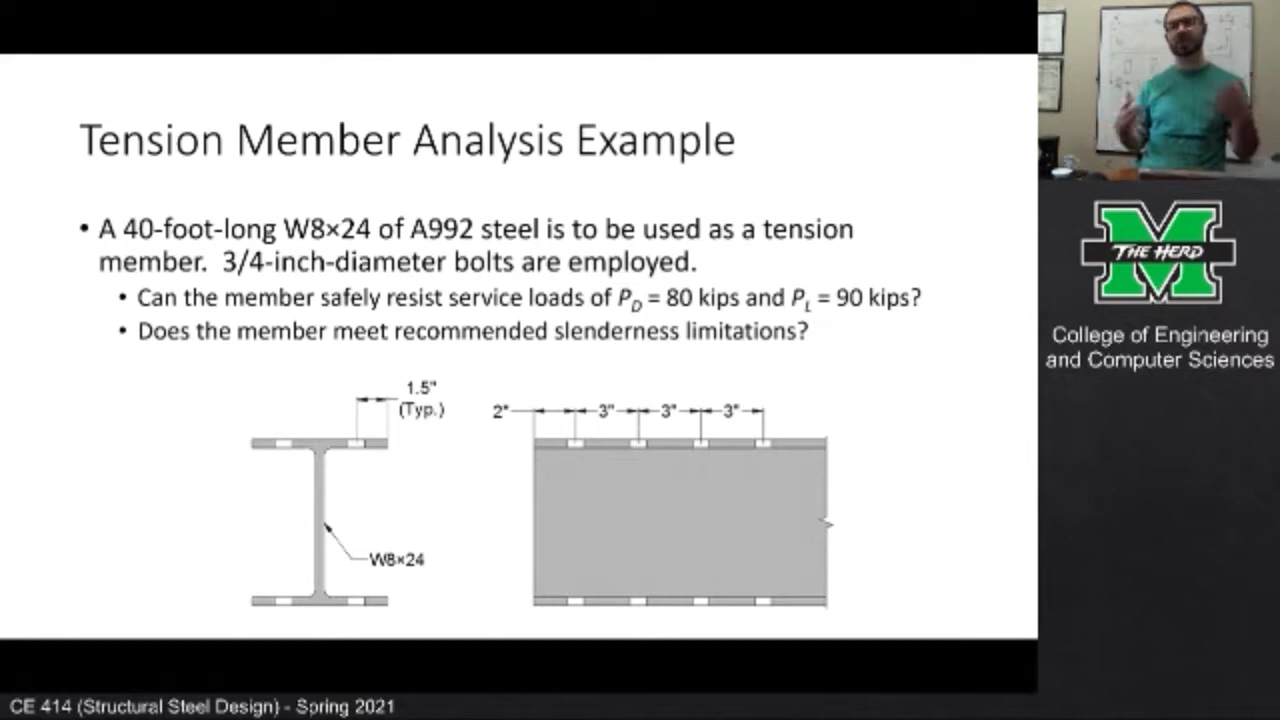 Tension Member Analysis Example
• A 40-foot-long W8×24 of A992 steel is to be used as a tension
member. 3/4-inch-diameter bolts are employed.
• Can the member safely resist service loads of P_D = 80 kips and P_L = 90 kips?
• Does the member meet recommended slenderness limitations?
1.5"
(Typ.)
2" 3" 3" 3"
W8×24
THE HERD
College of Engineering
and Computer Sciences
CE 414 (Structural Steel Design) - Spring 2021